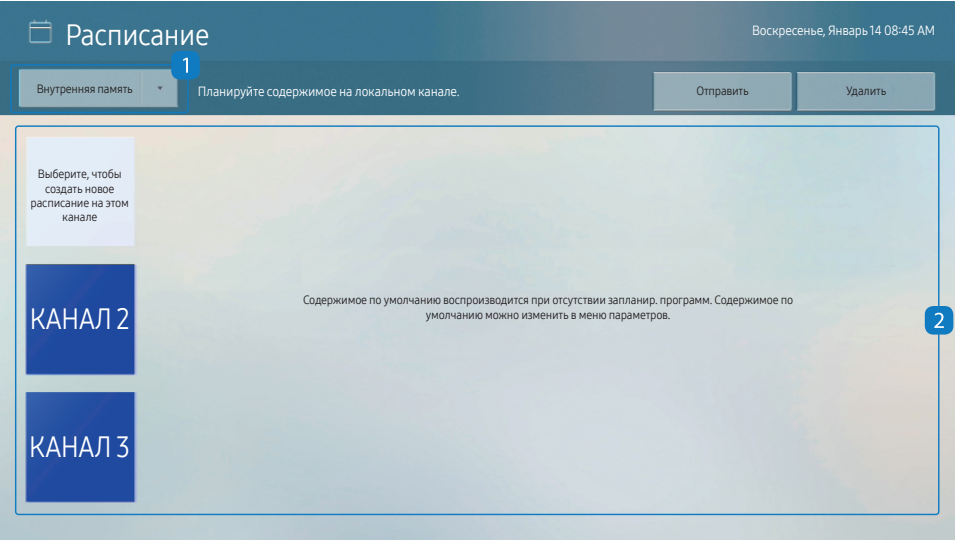 Расписание
Воскресенье, Январь 14 08:45 AM
1
Внутренняя память
Планируйте содержимое на локальном канале.
Отправить
Удалить
Выберите, чтобы
создать новое
расписание на этом
канале
КАНАЛ 2
КАНАЛ 3
Содержимое по умолчанию воспроизводится при отсутствии запланир. программ. Содержимое по
умолчанию можно изменить в меню параметров.
2